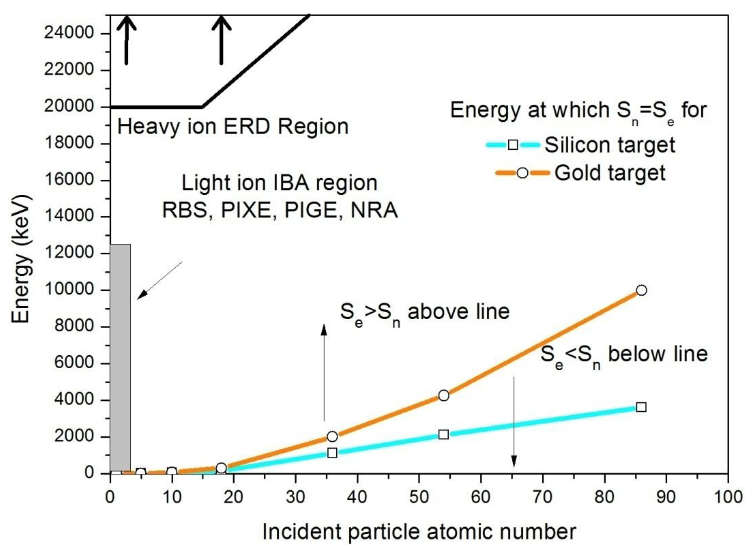 24000
22000
20000
18000
16000
14000
12000
10000
8000
6000
4000
2000
0
Energy (keV)
Heavy ion ERD Region
Energy at which Sn=Se for
Silicon target
Gold target
Light ion IBA region
RBS, PIXE, PIGE, NRA
Se>Sn above line
Se<Sn below line
0 10 20 30 40 50 60 70 80 90 100
Incident particle atomic number